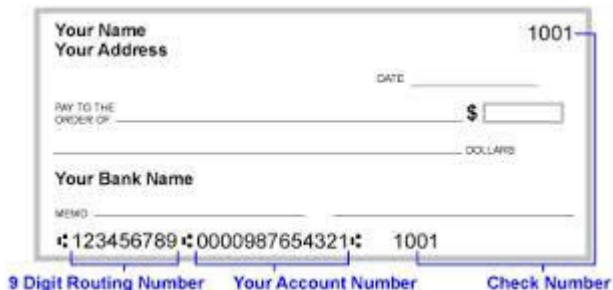 Your Name 1001
Your Address
DATE
PAY TO THE
ORDER OF $
DOLLARS
Your Bank Name
MEMO
⑆123456789⑆0000987654321⑆ 1001
9 Digit Routing Number Your Account Number Check Number